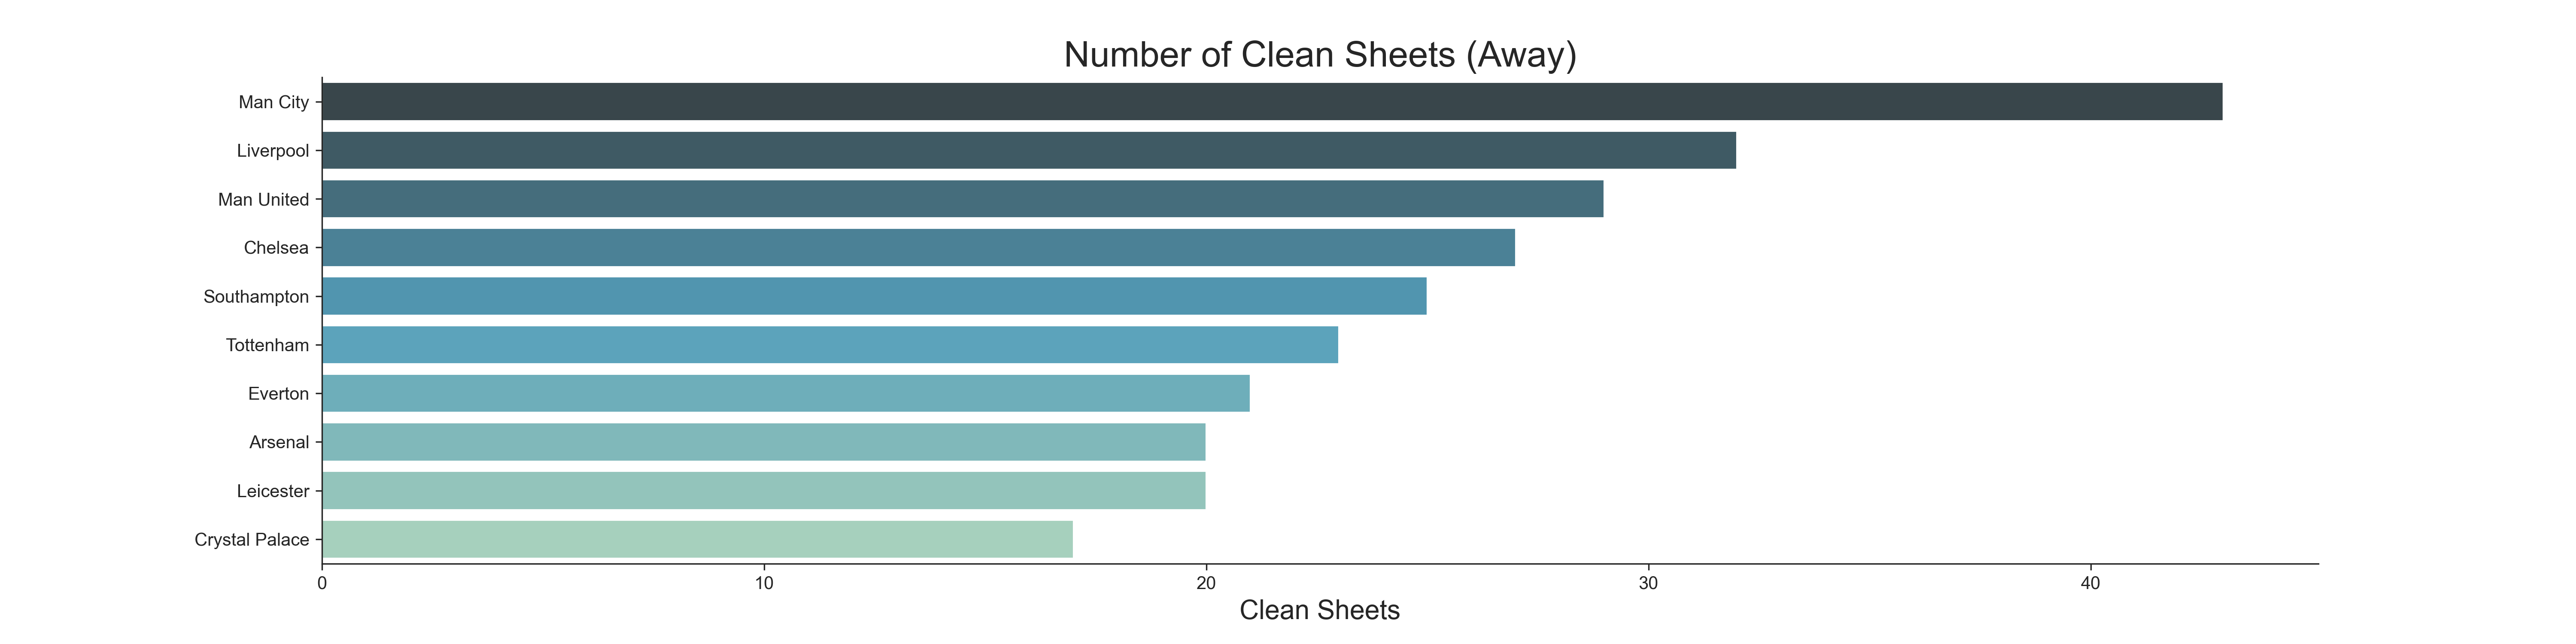 Number of Clean Sheets (Away)
Man City
Liverpool
Man United
Chelsea
Southampton
Tottenham
Everton
Arsenal
Leicester
Crystal Palace
0 10 20 30 40
Clean Sheets